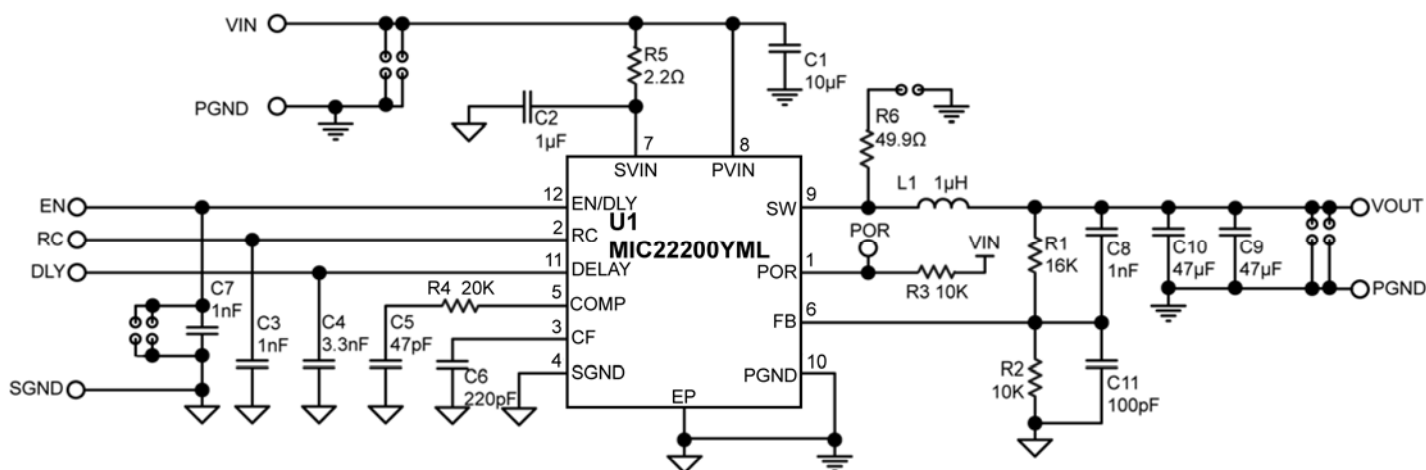 VIN
PGND
R5
2.2Ω
C1
10µF
C2
1µF
7
8
SVIN
PVIN
R6
49.9Ω
EN
RC
DLY
12
2
11
5
3
4
EN/DLY
RC
DELAY
COMP
CF
SGND
U1
MIC22200YML
SW
POR
FB
PGND
EP
9
1
6
10
L1 1µH
POR
VIN
R3 10K
R1
16K
C8
1nF
C10
47µF
C9
47µF
VOUT
PGND
R4 20K
C7
1nF
C3
1nF
C4
3.3nF
C5
47pF
C6
220pF
SGND
R2
10K
C11
100pF